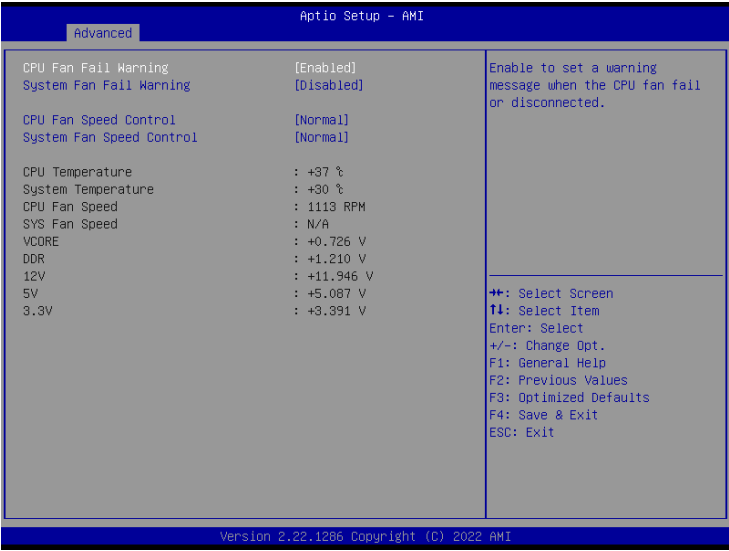 Aptio Setup – AMI
Advanced
CPU Fan Fail Warning [Enabled]
System Fan Fail Warning [Disabled]
CPU Fan Speed Control [Normal]
System Fan Speed Control [Normal]
CPU Temperature : +37 ℃
System Temperature : +30 ℃
CPU Fan Speed : 1113 RPM
SYS Fan Speed : N/A
VCORE : +0.726 V
DDR : +1.210 V
12V : +11.946 V
5V : +5.087 V
3.3V : +3.391 V
Enable to set a warning
message when the CPU fan fail
or disconnected.
→←: Select Screen
↑↓: Select Item
Enter: Select
+/-: Change Opt.
F1: General Help
F2: Previous Values
F3: Optimized Defaults
F4: Save & Exit
ESC: Exit
Version 2.22.1286 Copyright (C) 2022 AMI